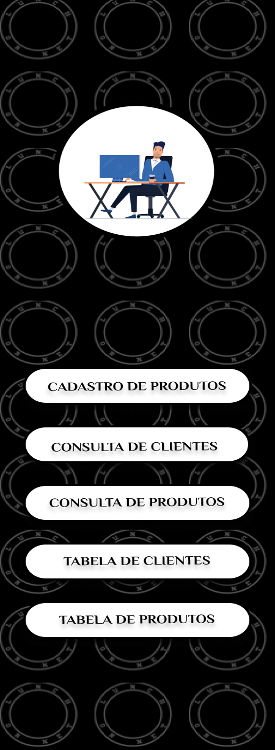 CADASTRO DE PRODUTOS
CONSULTA DE CLIENTES
CONSULTA DE PRODUTOS
TABELA DE CLIENTES
TABELA DE PRODUTOS